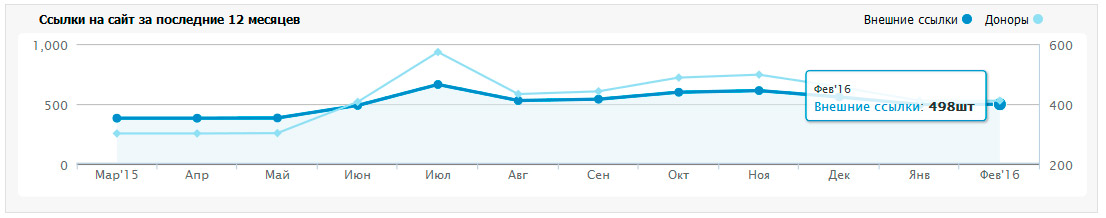 Ссылки на сайт за последние 12 месяцев
Внешние ссылки Доноры
1,000 600
Фев'16
Внешние ссылки: 498шт
500 400
0 200
Мар'15 Апр Май Июн Июл Авг Сен Окт Ноя Дек Янв Фев'16